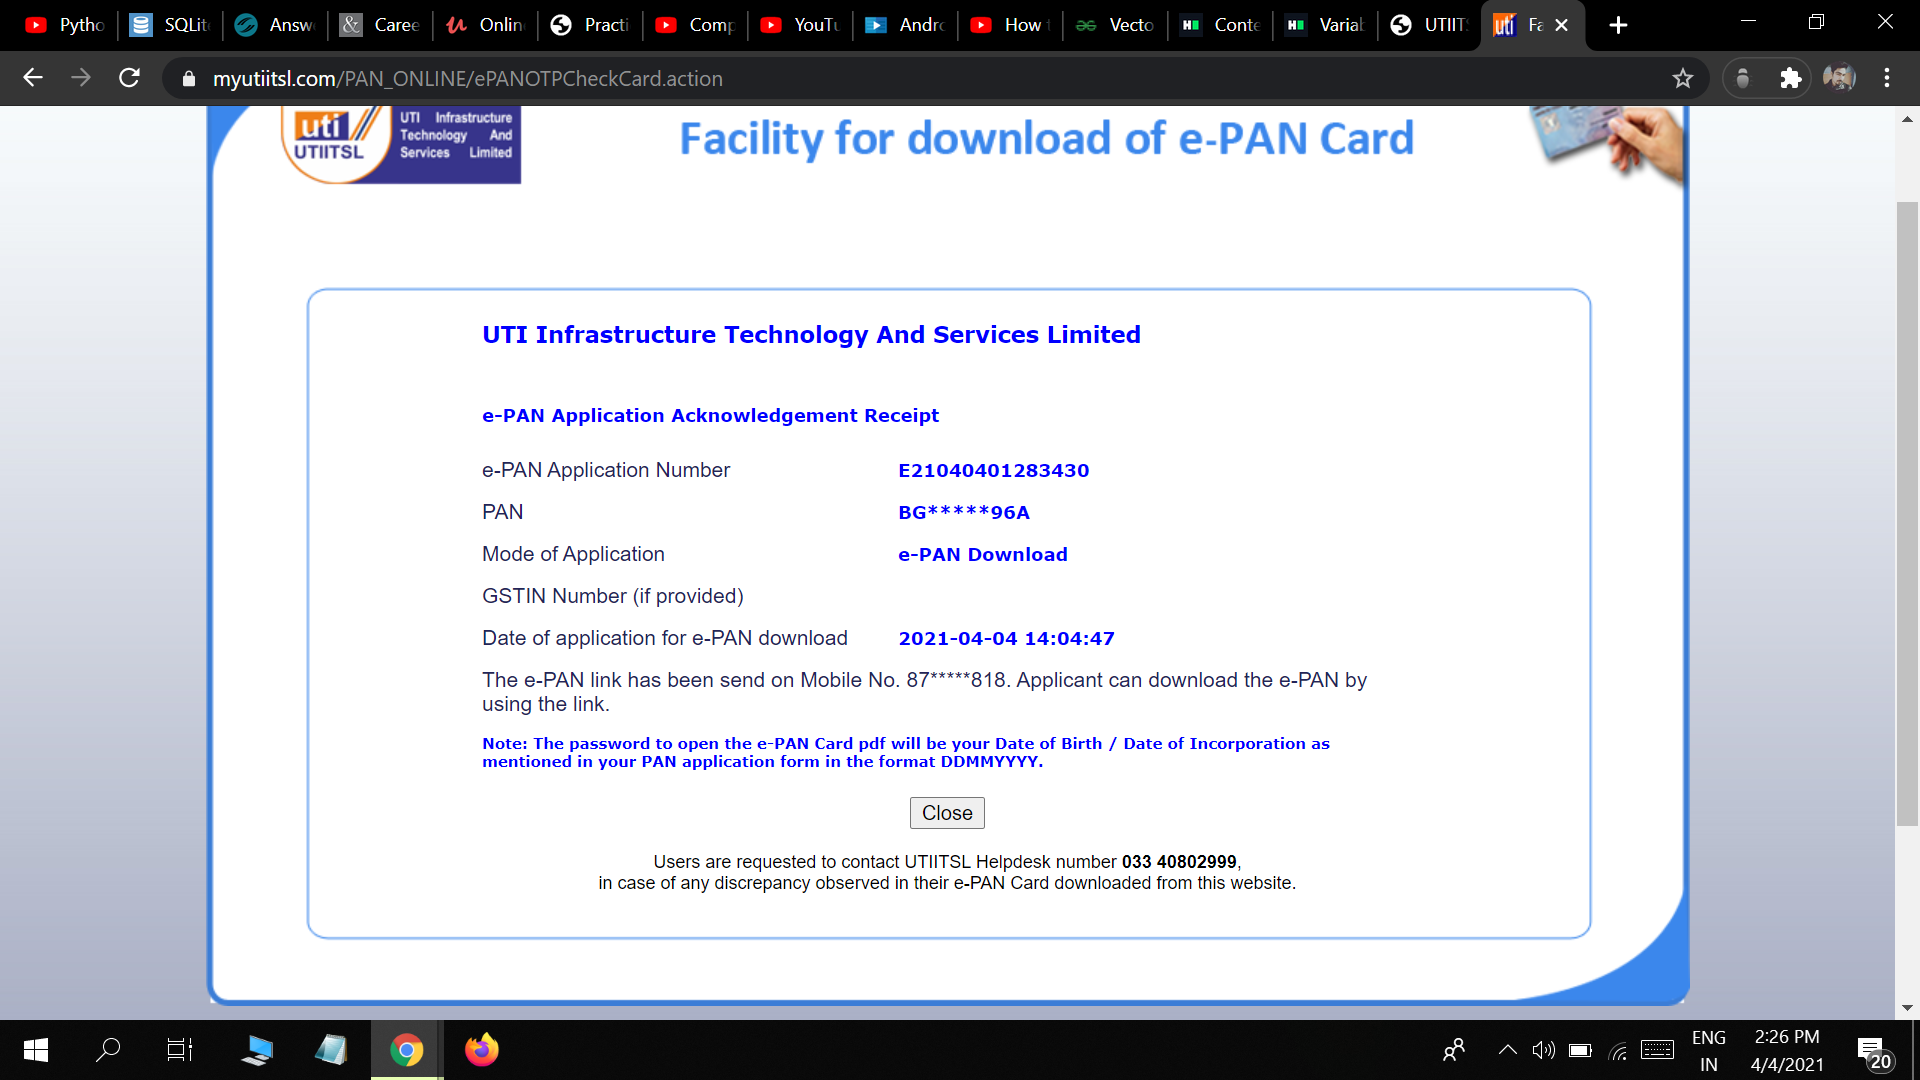 Pytho
SQLit
Answ
Caree
Onlin
Practi
Comp
YouTu
Andro
How t
Vecto
Conte
Variab
UTIITS
Fa
myutiitsl.com/PAN_ONLINE/ePANOTPCheckCard.action
uti
UTIITSL
UTI Infrastructure
Technology And
Services Limited
Facility for download of e-PAN Card
UTI Infrastructure Technology And Services Limited
e-PAN Application Acknowledgement Receipt
e-PAN Application Number E21040401283430
PAN BG*****96A
Mode of Application e-PAN Download
GSTIN Number (if provided)
Date of application for e-PAN download 2021-04-04 14:04:47
The e-PAN link has been send on Mobile No. 87*****818. Applicant can download the e-PAN by
using the link.
Note: The password to open the e-PAN Card pdf will be your Date of Birth / Date of Incorporation as
mentioned in your PAN application form in the format DDMMYYYY.
Close
Users are requested to contact UTIITSL Helpdesk number 033 40802999,
in case of any discrepancy observed in their e-PAN Card downloaded from this website.
ENG
IN
2:26 PM
4/4/2021
20